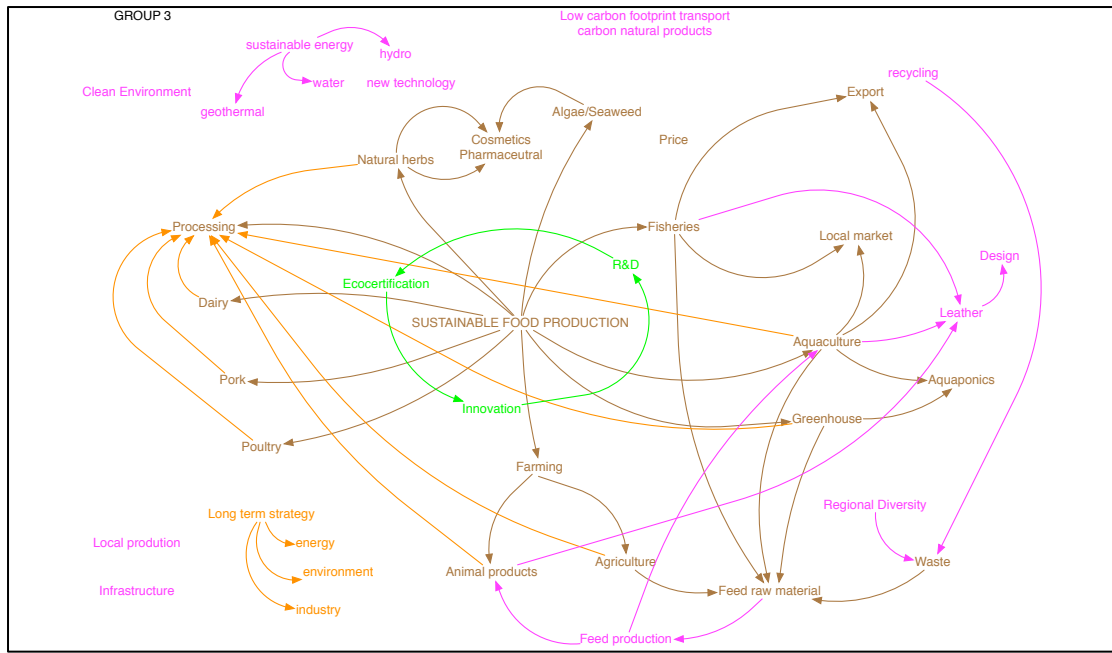 GROUP 3
Low carbon footprint transport
carbon natural products
sustainable energy
hydro
water
new technology
recycling
Clean Environment
geothermal
Algae/Seaweed
Export
Cosmetics
Pharmaceutral
Price
Natural herbs
Processing
Fisheries
Local market
R&D
Design
Ecocertification
Dairy
SUSTAINABLE FOOD PRODUCTION
Leather
Aquaculture
Pork
Aquaponics
Innovation
Greenhouse
Poultry
Farming
Long term strategy
Regional Diversity
Local prodution
energy
environment
Animal products
Agriculture
Waste
Infrastructure
Feed raw material
industry
Feed production